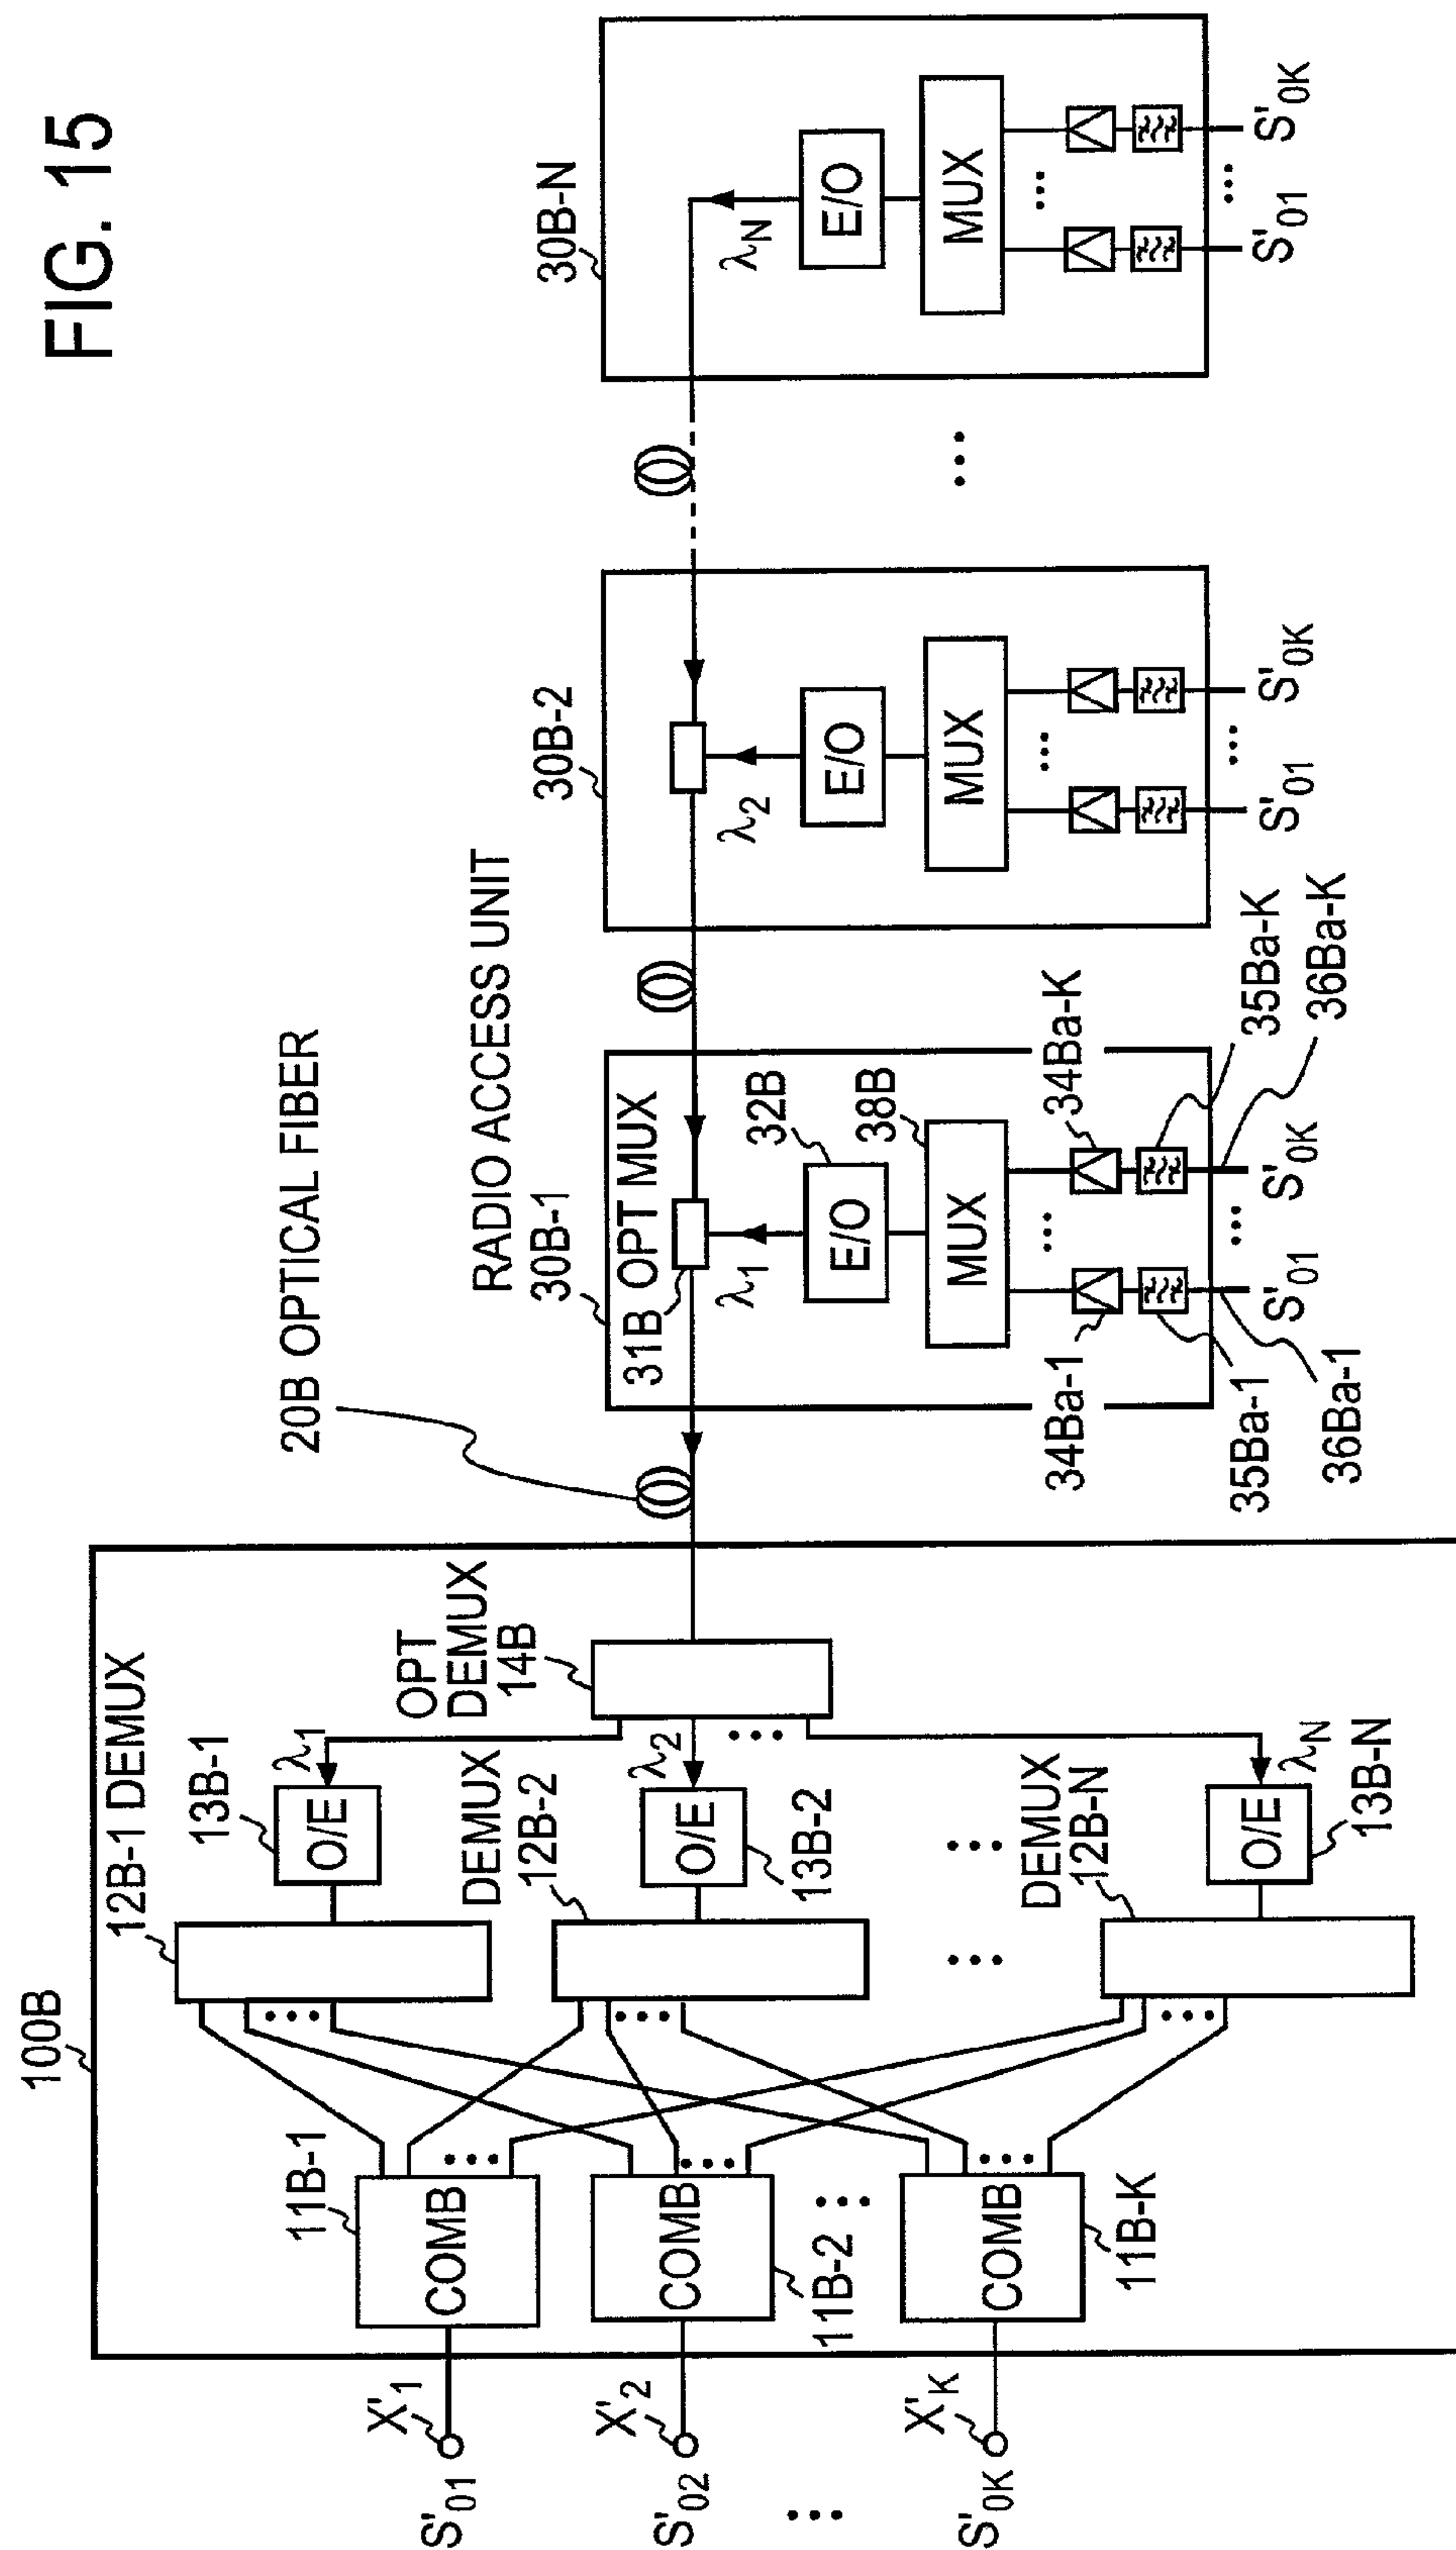 FIG. 15
100B
12B-1 DEMUX
13B-1
O/E
λ1
OPT
DEMUX
14B
DEMUX
12B-2
λ2
O/E
13B-2
DEMUX
12B-N
λN
O/E
13B-N
11B-1
COMB
COMB
11B-2
COMB
11B-K
X'1
S'01
X'2
S'02
X'K
S'0K
20B OPTICAL FIBER
RADIO ACCESS UNIT
30B-1
OPT MUX
31B
λ1
32B
E/O
38B
MUX
34Ba-1
34Ba-K
35Ba-1
35Ba-K
36Ba-1
36Ba-K
S'01
S'0K
30B-2
λ2
E/O
MUX
S'01
S'0K
30B-N
λN
E/O
MUX
S'01
S'0K